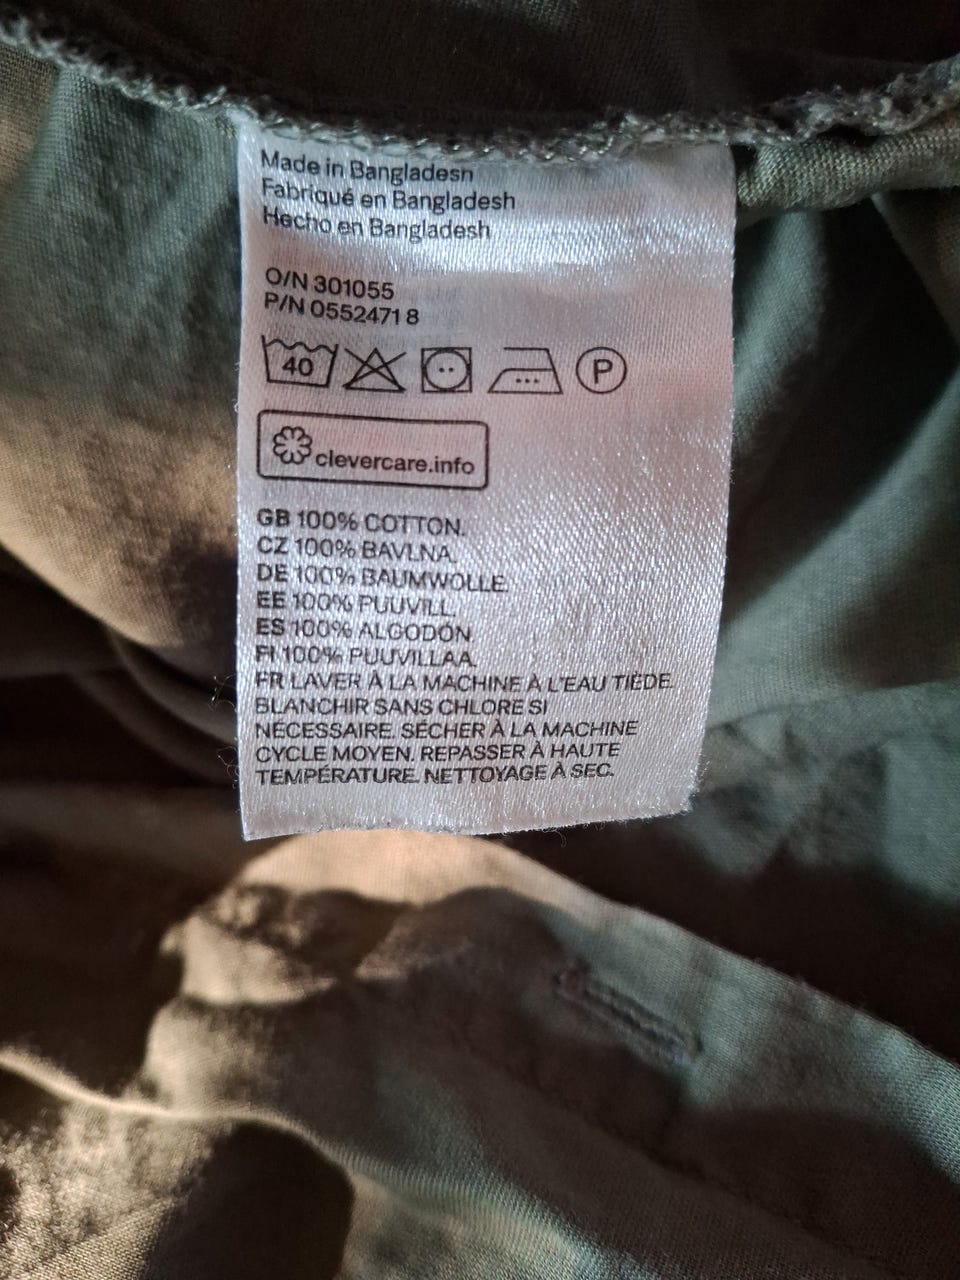 Made in Bangladesh
Fabriqué en Bangladesh
Hecho en Bangladesh
O/N 301055
P/N 0552471 8
40 P
clevercare.info
GB 100% COTTON.
CZ 100% BAVLNA.
DE 100% BAUMWOLLE.
EE 100% PUUVILL.
ES 100% ALGODON.
FI 100% PUUVILLAA.
FR LAVER À LA MACHINE À L'EAU TIÈDE.
BLANCHIR SANS CHLORE SI
NÉCESSAIRE. SÉCHER À LA MACHINE
CYCLE MOYEN. REPASSER À HAUTE
TEMPÉRATURE. NETTOYAGE À SEC.